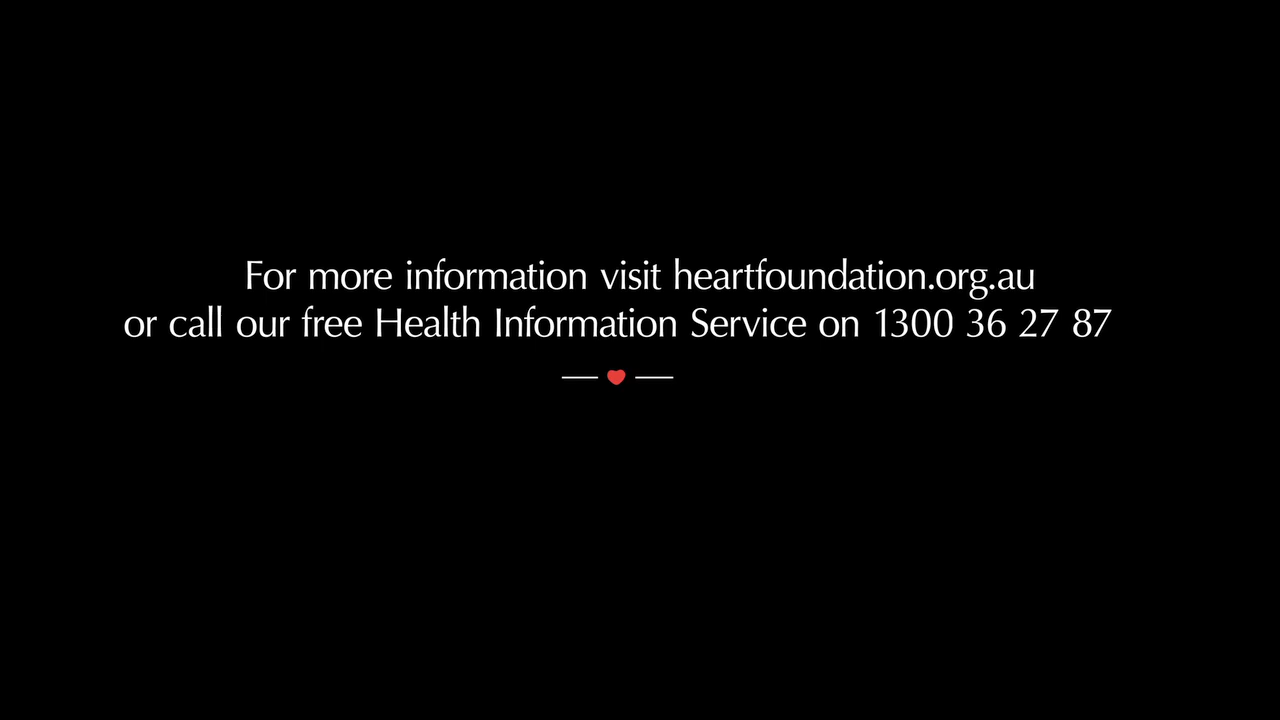 For more information visit heartfoundation.org.au
or call our free Health Information Service on 1300 36 27 87